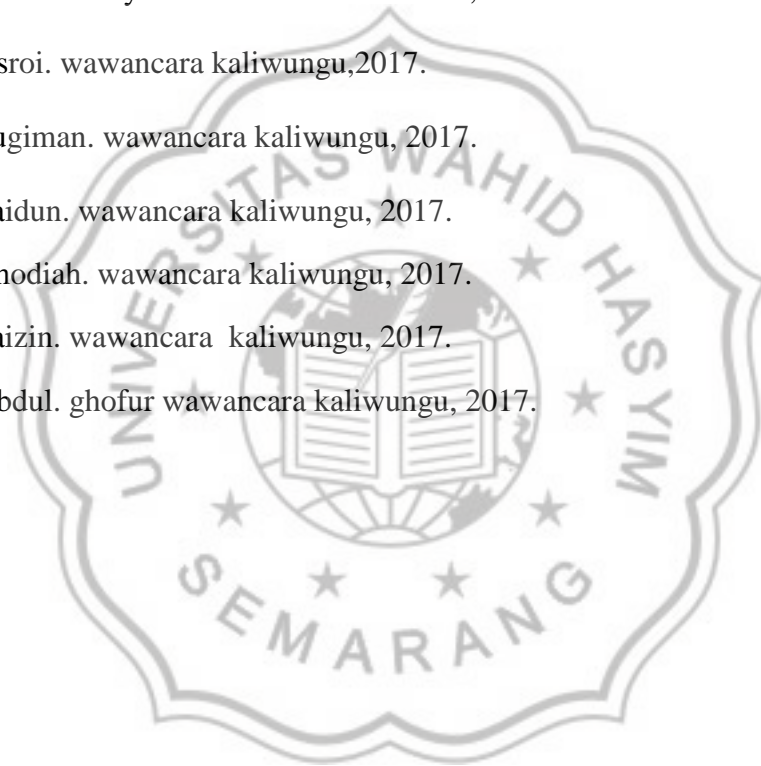 sroi. wawancara kaliwungu,2017.
ugiman. wawancara kaliwungu, 2017.
aidun. wawancara kaliwungu, 2017.
hodiah. wawancara kaliwungu, 2017.
aizin. wawancara kaliwungu, 2017.
bdul. ghofur wawancara kaliwungu, 2017.
UNIVERSITAS WAHID HASYIM
SEMARANG